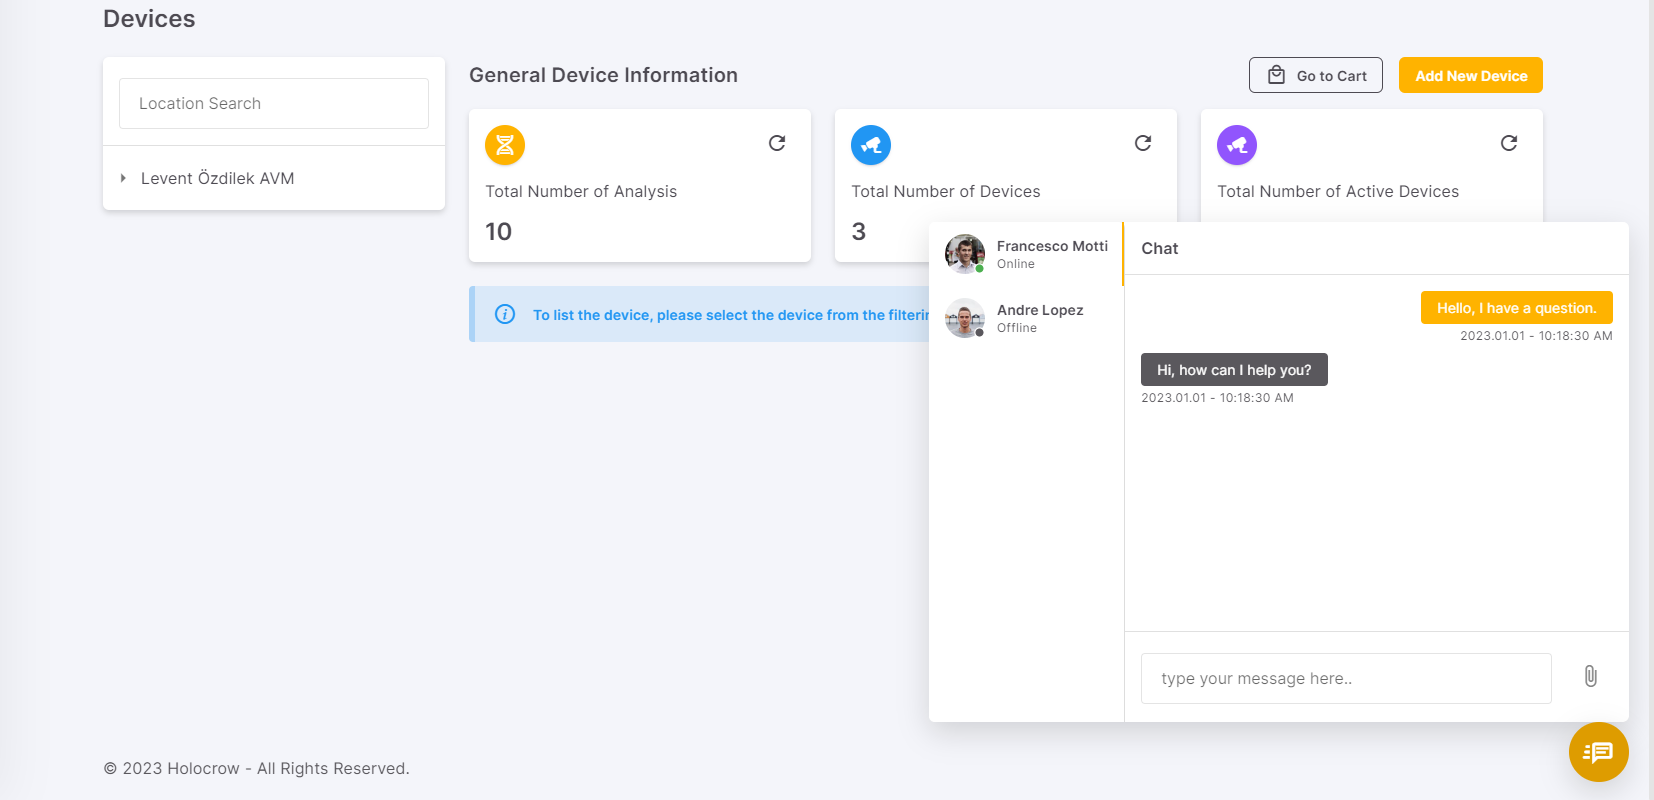 Devices
Location Search
Levent Özdilek AVM
General Device Information
Go to Cart
Add New Device
Total Number of Analysis
10
Total Number of Devices
3
Total Number of Active Devices
To list the device, please select the device from the
Francesco Motti
Online
Andre Lopez
Offline
Chat
Hello, I have a question.
2023.01.01 - 10:18:30 AM
Hi, how can I help you?
2023.01.01 - 10:18:30 AM
type your message here..
© 2023 Holocrow - All Rights Reserved.